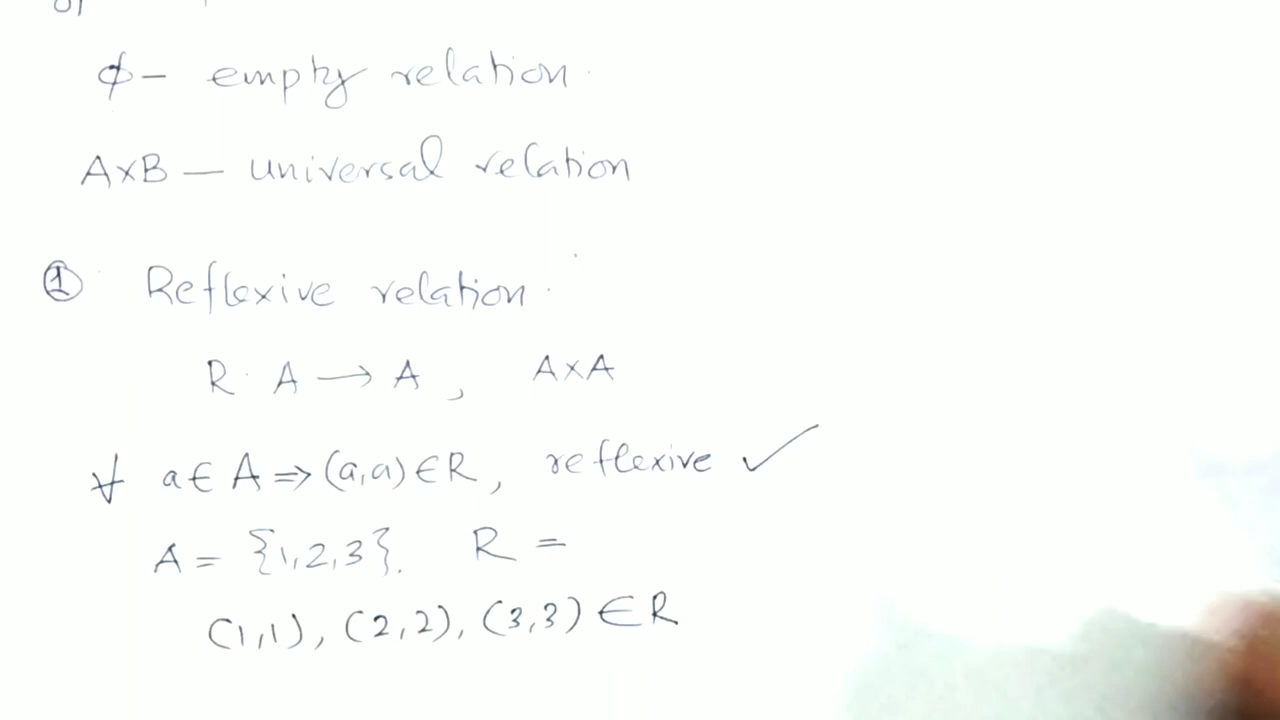 ϕ - empty relation
A×B — universal relation
① Reflexive relation
R: A → A, A×A
∀ a ∈ A ⇒ (a,a) ∈ R, reflexive ✓
A = {1,2,3}. R =
(1,1), (2,2), (3,3) ∈ R